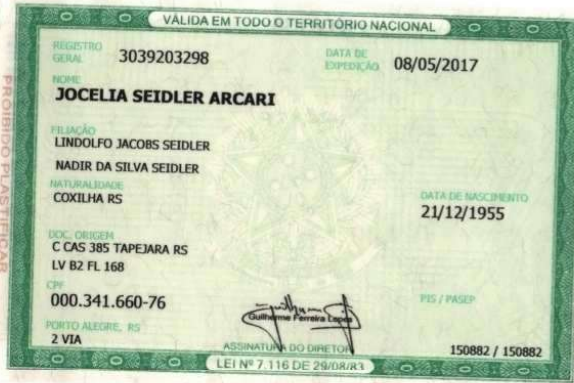 VÁLIDA EM TODO O TERRITÓRIO NACIONAL
REGISTRO GERAL 3039203298 DATA DE EXPEDIÇÃO 08/05/2017
NOME
JOCELIA SEIDLER ARCARI
FILIAÇÃO
LINDOLFO JACOBS SEIDLER
NADIR DA SILVA SEIDLER
NATURALIDADE
COXILHA RS
DATA DE NASCIMENTO
21/12/1955
DOC. ORIGEM
C CAS 385 TAPEJARA RS
LV B2 FL 168
CPF
000.341.660-76
PIS / PASEP
PORTO ALEGRE, RS
2 VIA
Guilherme Ferreira Lopes
ASSINATURA DO DIRETOR
150882 / 150882
LEI Nº 7.116 DE 29/08/83
PROIBIDO PLASTIFICAR